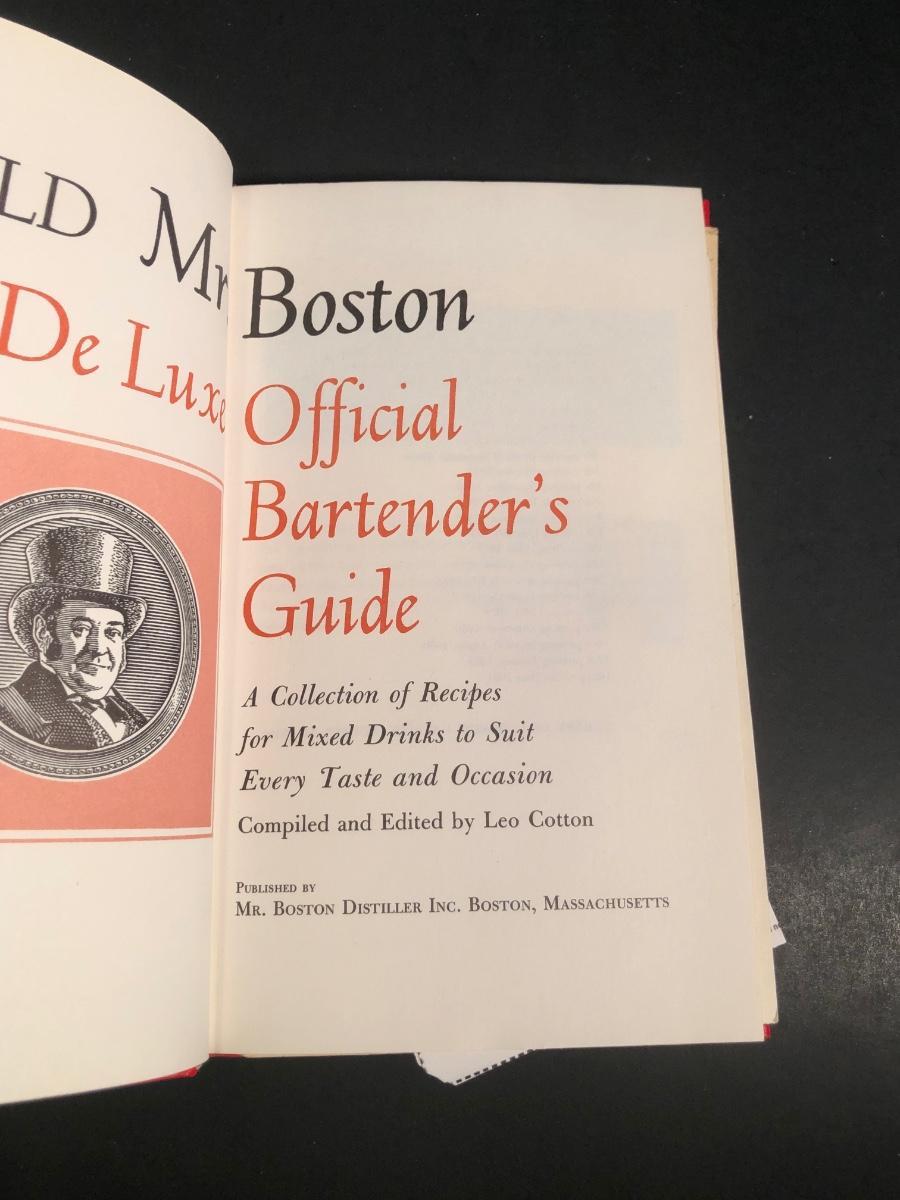 LD Mr. Boston
De Luxe Official
Bartender's
Guide
A Collection of Recipes
for Mixed Drinks to Suit
Every Taste and Occasion
Compiled and Edited by Leo Cotton
PUBLISHED BY
MR. BOSTON DISTILLER INC. BOSTON, MASSACHUSETTS